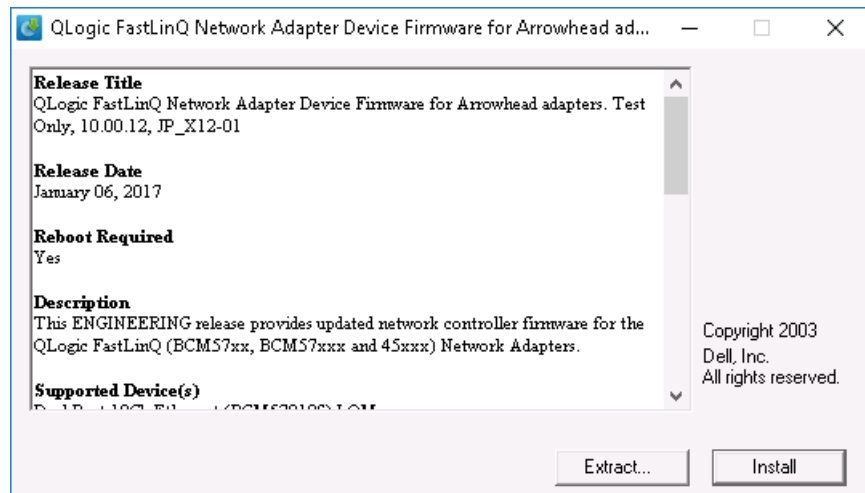 QLogic FastLinQ Network Adapter Device Firmware for Arrowhead ad...
Release Title
QLogic FastLinQ Network Adapter Device Firmware for Arrowhead adapters. Test
Only, 10.00.12, JP_X12-01
Release Date
January 06, 2017
Reboot Required
Yes
Description
This ENGINEERING release provides updated network controller firmware for the
QLogic FastLinQ (BCM57xx, BCM57xxx and 45xxx) Network Adapters.
Supported Device(s)
Copyright 2003
Dell, Inc.
All rights reserved.
Extract...
Install